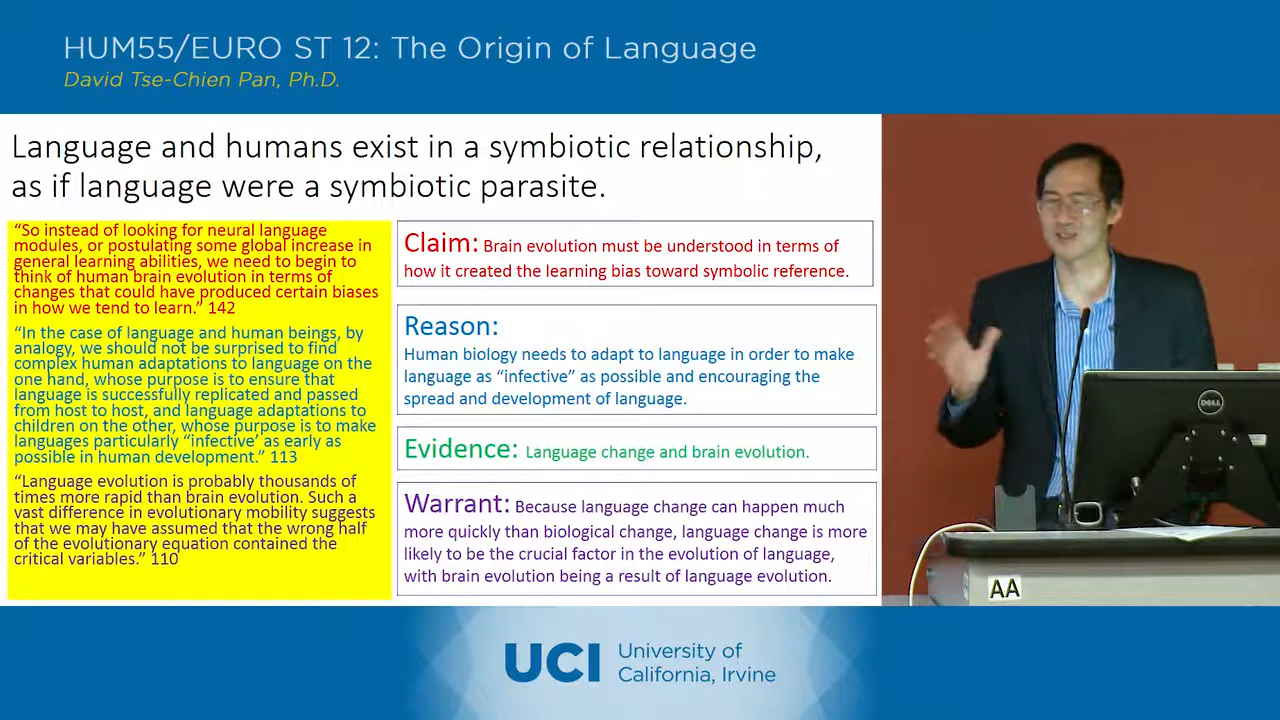 HUM55/EURO ST 12: The Origin of Language
David Tse-Chien Pan, Ph.D.
Language and humans exist in a symbiotic relationship,
as if language were a symbiotic parasite.
“So instead of looking for neural language
modules, or postulating some global increase in
general learning abilities, we need to begin to
think of human brain evolution in terms of
changes that could have produced certain biases
in how we tend to learn.” 142
“In the case of language and human beings, by
analogy, we should not be surprised to find
complex human adaptations to language on the
one hand, whose purpose is to ensure that
language is successfully replicated and passed
from host to host, and language adaptations to
children on the other, whose purpose is to make
languages particularly “infective’ as early as
possible in human development.” 113
“Language evolution is probably thousands of
times more rapid than brain evolution. Such a
vast difference in evolutionary mobility suggests
that we may have assumed that the wrong half
of the evolutionary equation contained the
critical variables.” 110
Claim: Brain evolution must be understood in terms of
how it created the learning bias toward symbolic reference.
Reason:
Human biology needs to adapt to language in order to make
language as “infective” as possible and encouraging the
spread and development of language.
Evidence: Language change and brain evolution.
Warrant: Because language change can happen much
more quickly than biological change, language change is more
likely to be the crucial factor in the evolution of language,
with brain evolution being a result of language evolution.
DELL
AA
UCI University of
California, Irvine